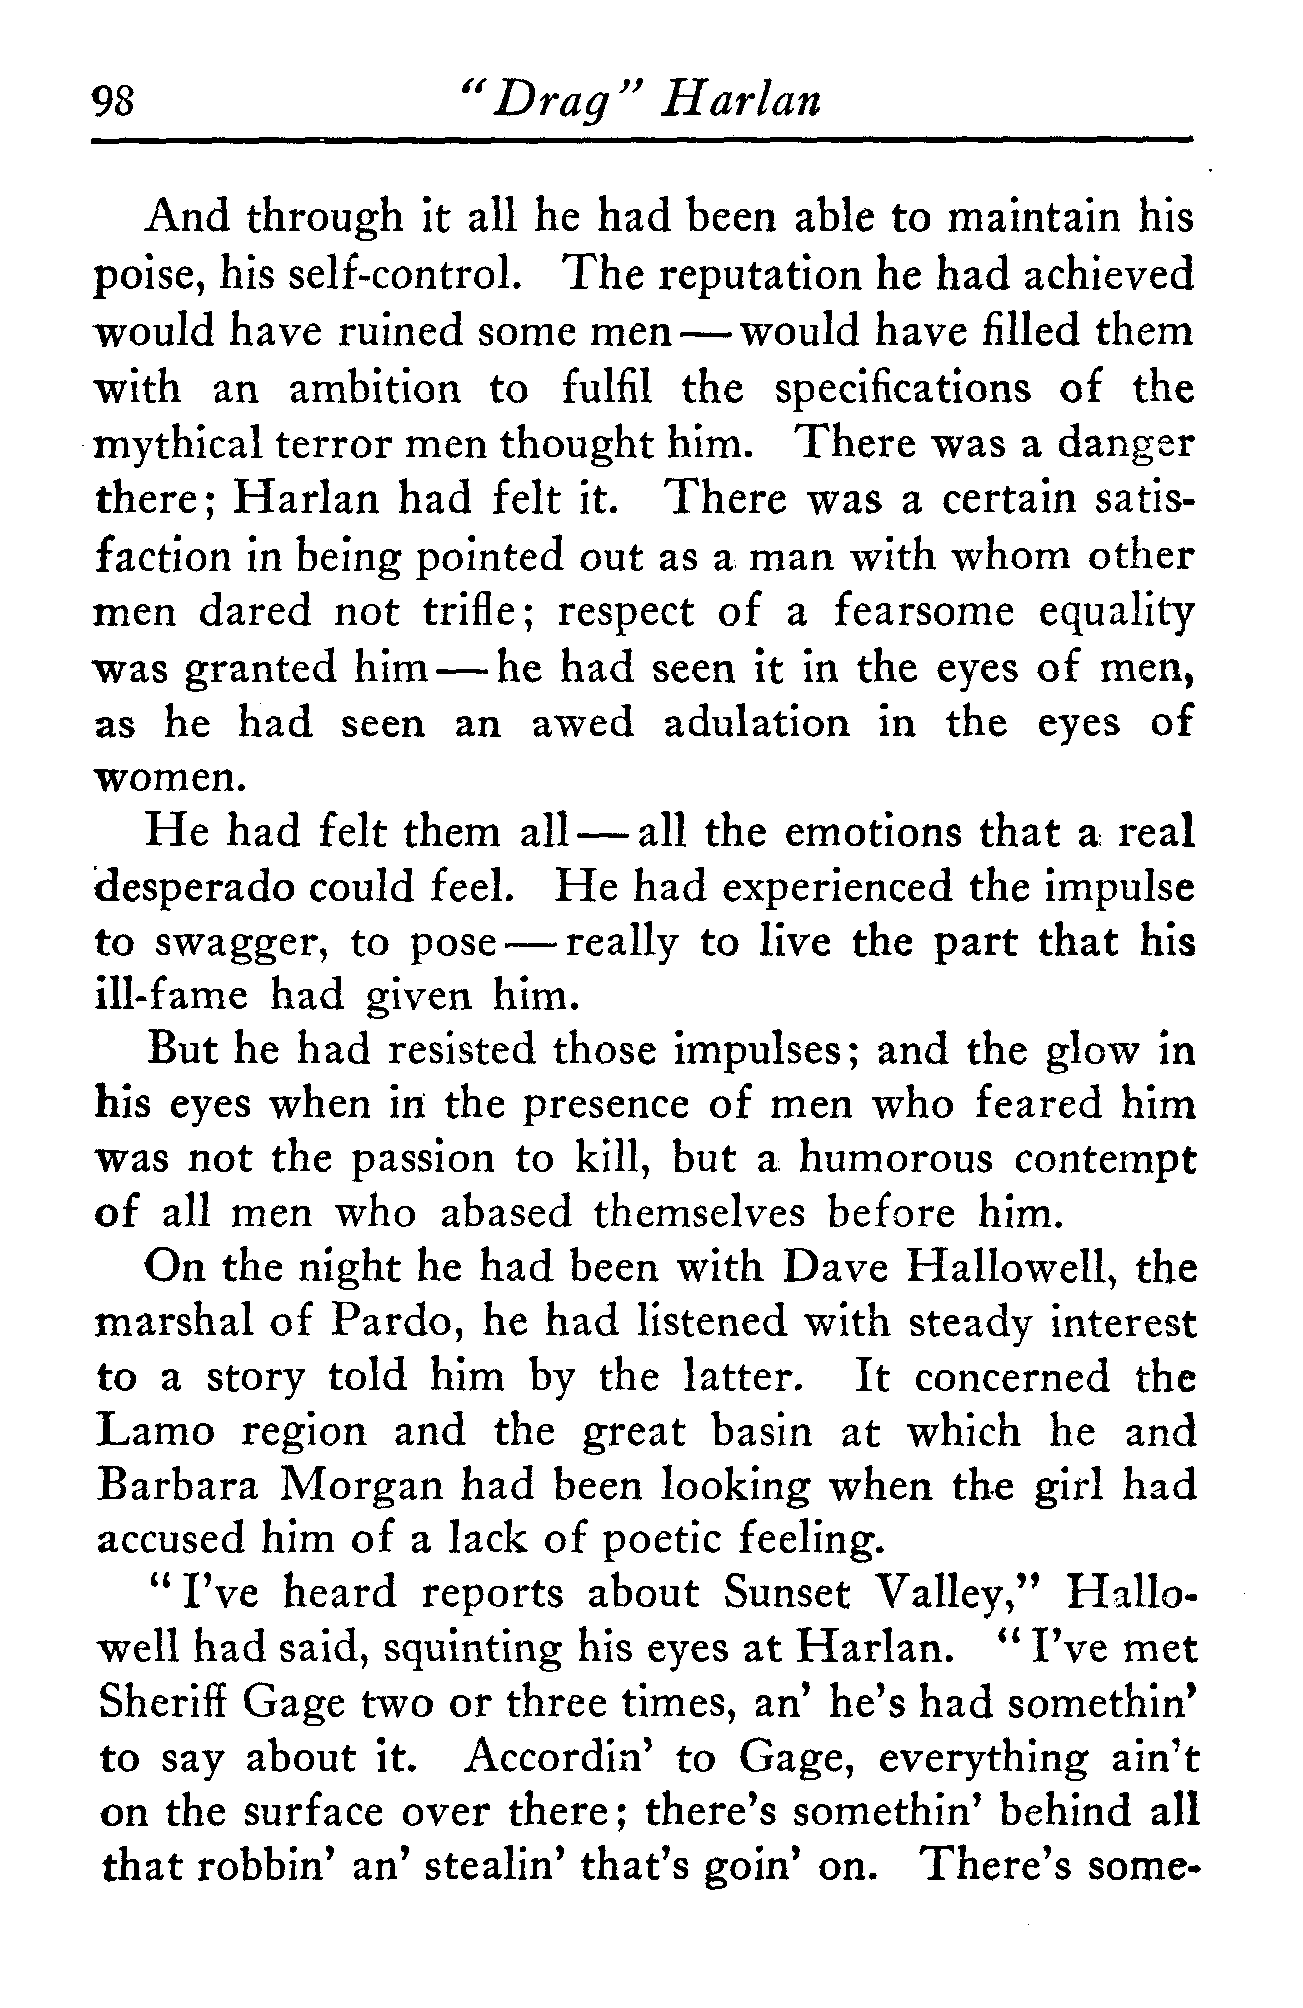 98 "Drag" Harlan
And through it all he had been able to maintain his
poise, his self-control. The reputation he had achieved
would have ruined some men—would have filled them
with an ambition to fulfil the specifications of the
mythical terror men thought him. There was a danger
there; Harlan had felt it. There was a certain satis-
faction in being pointed out as a man with whom other
men dared not trifle; respect of a fearsome equality
was granted him—he had seen it in the eyes of men,
as he had seen an awed adulation in the eyes of
women.
He had felt them all—all the emotions that a real
desperado could feel. He had experienced the impulse
to swagger, to pose—really to live the part that his
ill-fame had given him.
But he had resisted those impulses; and the glow in
his eyes when in the presence of men who feared him
was not the passion to kill, but a humorous contempt
of all men who abased themselves before him.
On the night he had been with Dave Hallowell, the
marshal of Pardo, he had listened with steady interest
to a story told him by the latter. It concerned the
Lamo region and the great basin at which he and
Barbara Morgan had been looking when the girl had
accused him of a lack of poetic feeling.
"I've heard reports about Sunset Valley," Hallo-
well had said, squinting his eyes at Harlan. "I've met
Sheriff Gage two or three times, an' he's had somethin'
to say about it. Accordin' to Gage, everything ain't
on the surface over there; there's somethin' behind all
that robbin' an' stealin' that's goin' on. There's some-